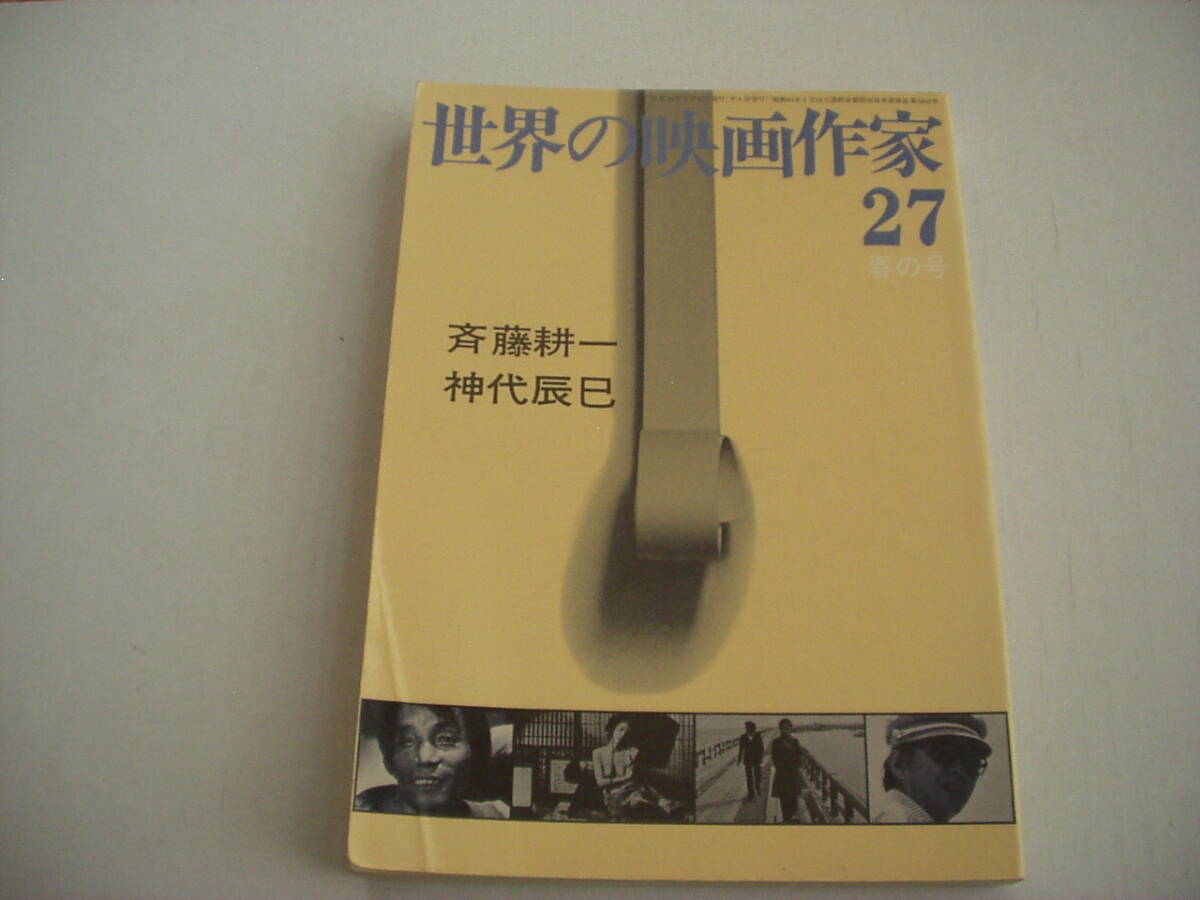 世界の映画作家
27
春の号
斉藤耕一
神代辰巳